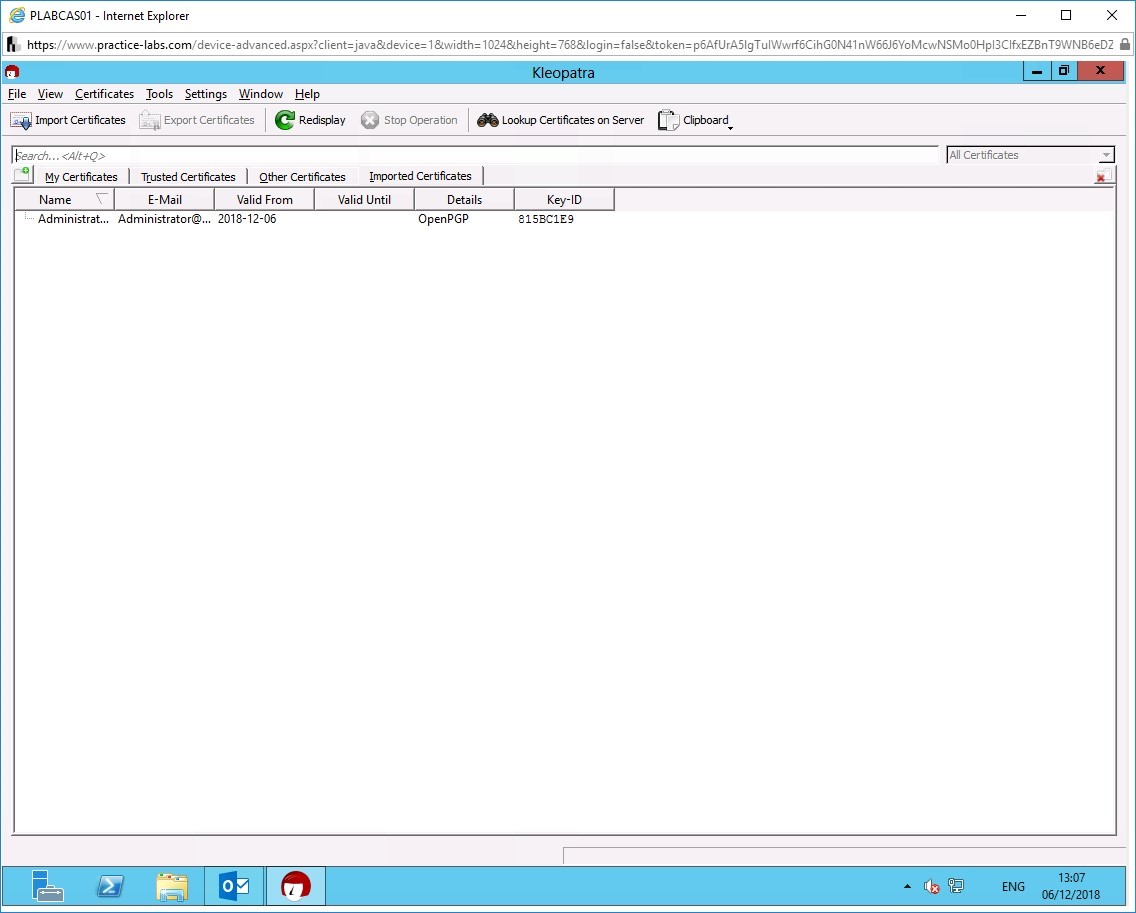 PLABCAS01 - Internet Explorer
https://www.practice-labs.com/device-advanced.aspx?client=java&device=1&width=1024&height=768&login=false&token=p6AfUrA5IgTulWwrf6CihG0N41nW66J6YoMcwNSMo0HpI3ClfxEZBnT9WNB6eDZ
Kleopatra
File View Certificates Tools Settings Window Help
Import Certificates Export Certificates Redisplay Stop Operation Lookup Certificates on Server Clipboard
Search...<Alt+Q> All Certificates
My Certificates Trusted Certificates Other Certificates Imported Certificates
Name E-Mail Valid From Valid Until Details Key-ID
Administrat... Administrator@... 2018-12-06 OpenPGP 815BC1E9
ENG 13:07
06/12/2018